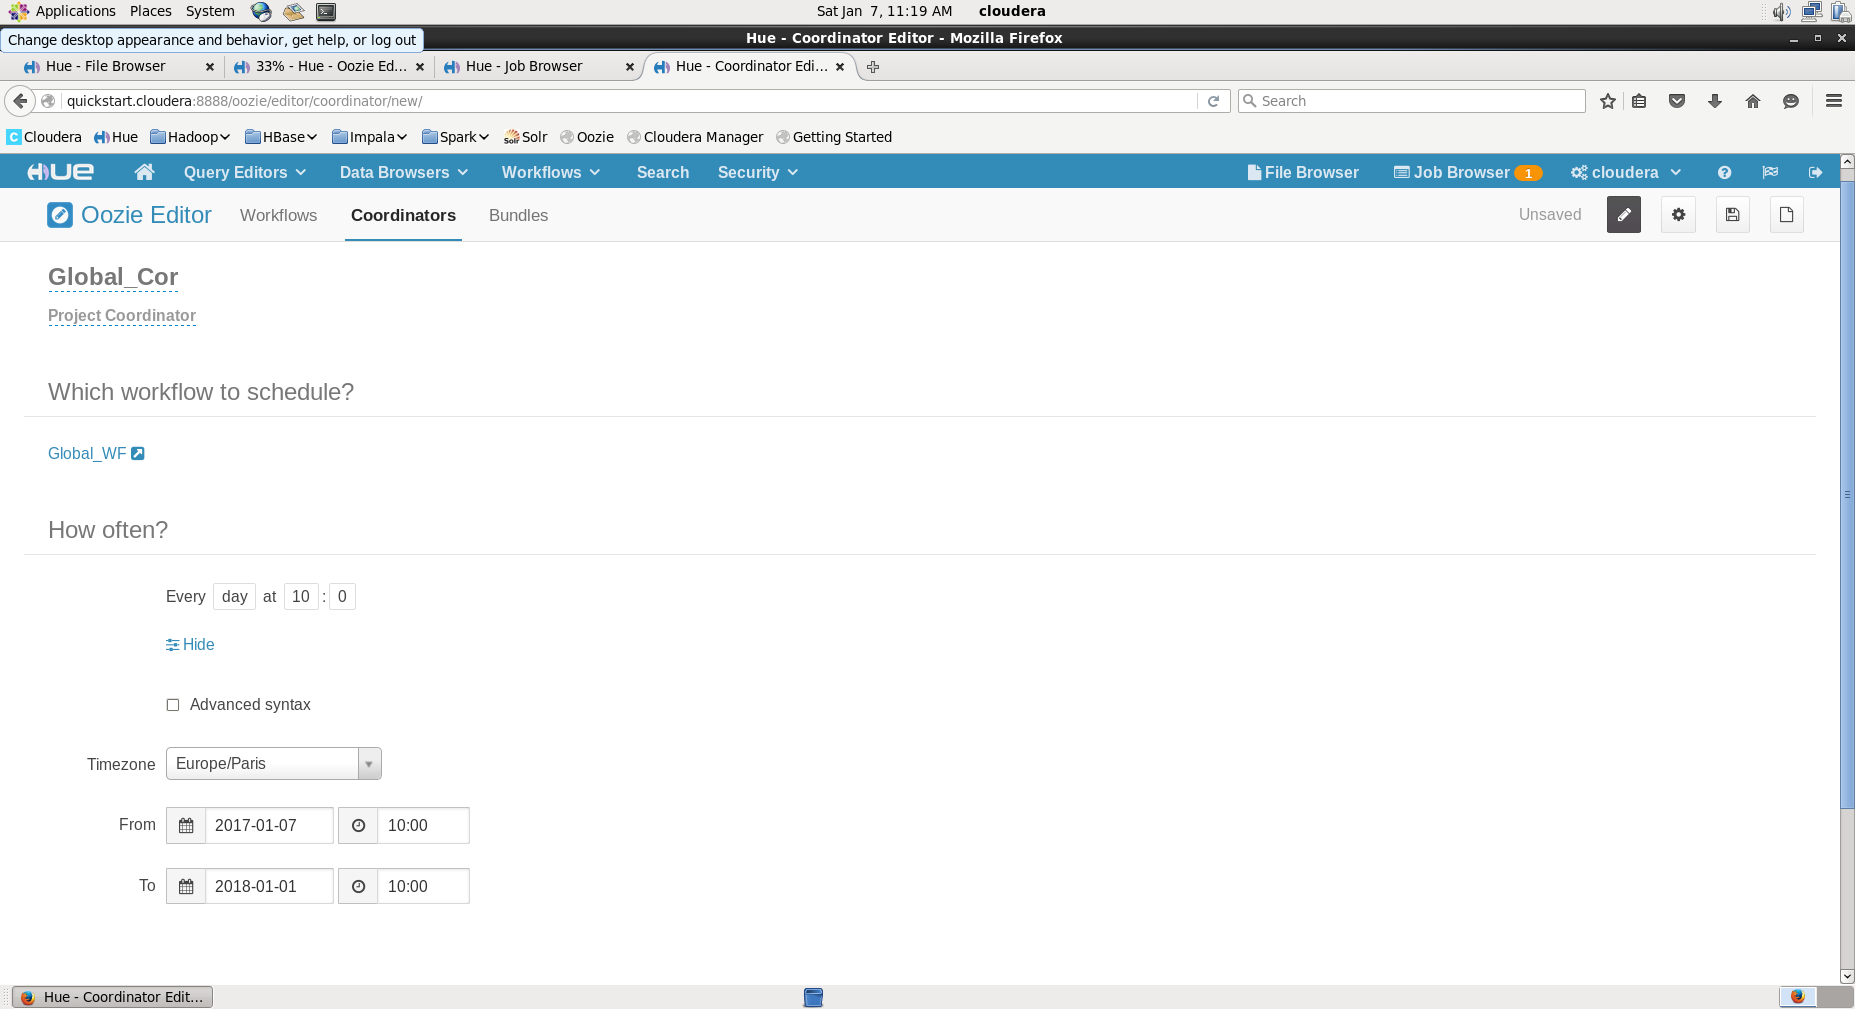 Applications Places System Sat Jan 7, 11:19 AM cloudera
Change desktop appearance and behavior, get help, or log out
Hue - Coordinator Editor - Mozilla Firefox
Hue - File Browser 33% - Hue - Oozie Ed... Hue - Job Browser Hue - Coordinator Edi...
quickstart.cloudera:8888/oozie/editor/coordinator/new/ Search
Cloudera Hue Hadoop HBase Impala Spark Solr Oozie Cloudera Manager Getting Started
HUE Query Editors Data Browsers Workflows Search Security File Browser Job Browser 1 cloudera
Oozie Editor Workflows Coordinators Bundles Unsaved
Global_Cor
Project Coordinator
Which workflow to schedule?
Global_WF
How often?
Every day at 10 : 0
Hide
Advanced syntax
Timezone Europe/Paris
From 2017-01-07 10:00
To 2018-01-01 10:00
Hue - Coordinator Edit...